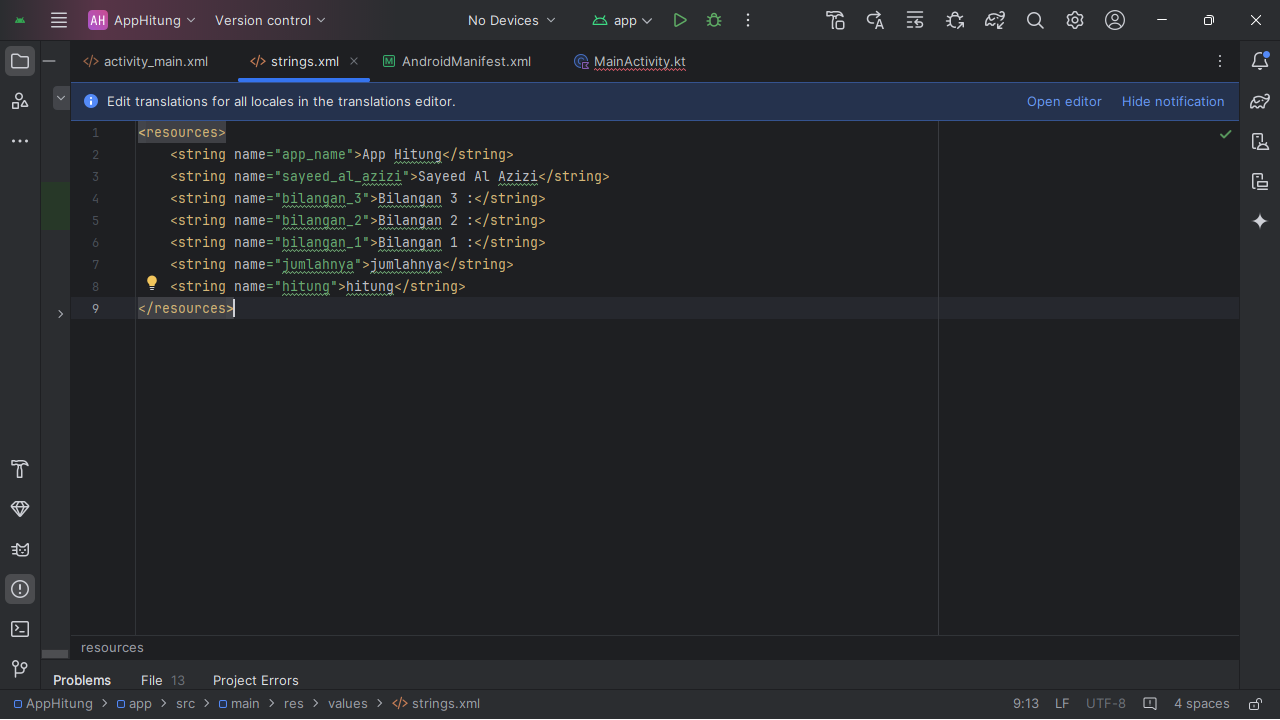 AH AppHitung Version control No Devices app
activity_main.xml strings.xml AndroidManifest.xml MainActivity.kt
Edit translations for all locales in the translations editor. Open editor Hide notification
1 <resources>
2 <string name="app_name">App Hitung</string>
3 <string name="sayeed_al_azizi">Sayeed Al Azizi</string>
4 <string name="bilangan_3">Bilangan 3 :</string>
5 <string name="bilangan_2">Bilangan 2 :</string>
6 <string name="bilangan_1">Bilangan 1 :</string>
7 <string name="jumlahnya">jumlahnya</string>
8 <string name="hitung">hitung</string>
9 </resources>
resources
Problems File 13 Project Errors
AppHitung > app > src > main > res > values > strings.xml 9:13 LF UTF-8 4 spaces